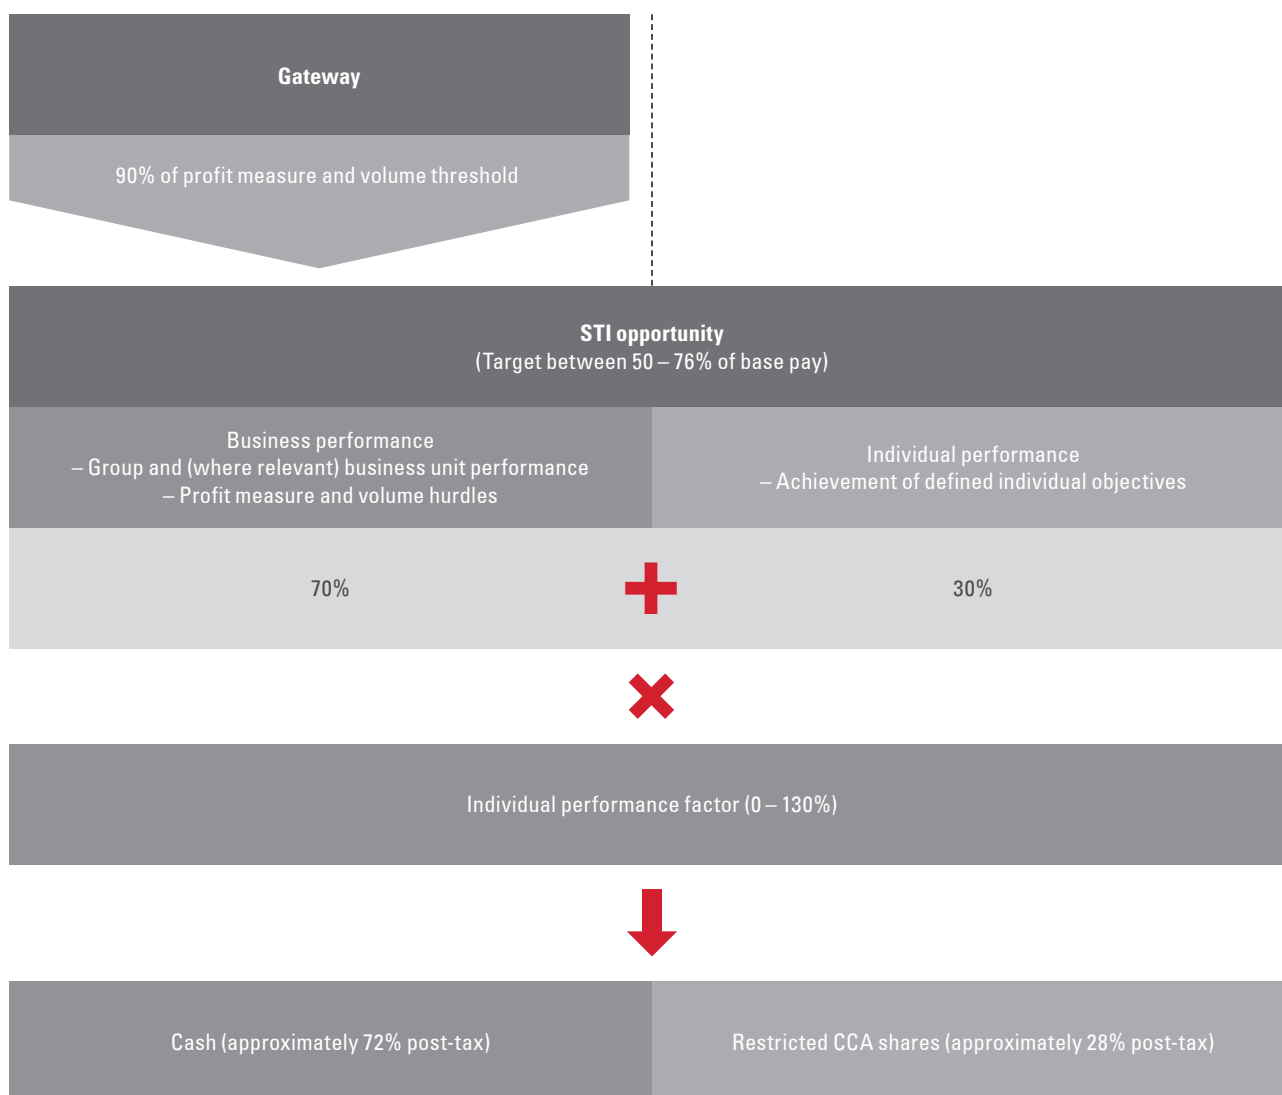 Gateway
90% of profit measure and volume threshold
STI opportunity
(Target between 50 – 76% of base pay)
Business performance
– Group and (where relevant) business unit performance
– Profit measure and volume hurdles
Individual performance
– Achievement of defined individual objectives
70%
30%
Individual performance factor (0 – 130%)
Cash (approximately 72% post-tax)
Restricted CCA shares (approximately 28% post-tax)